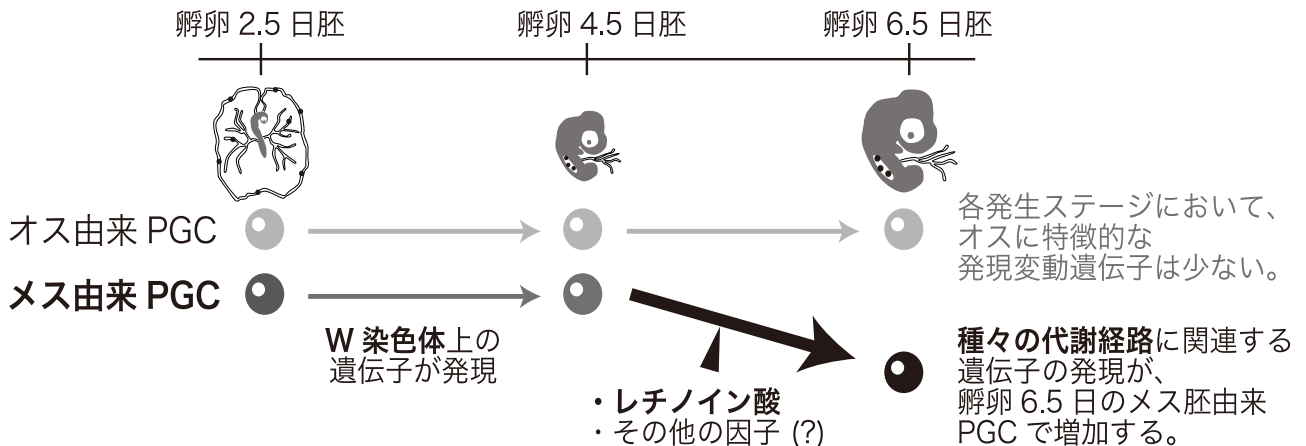 孵卵 2.5 日胚
孵卵 4.5 日胚
孵卵 6.5 日胚
オス由来 PGC
各発生ステージにおいて、
オスに特徴的な
発現変動遺伝子は少ない。
メス由来 PGC
W 染色体上の
遺伝子が発現
・レチノイン酸
・その他の因子 (?)
種々の代謝経路に関連する
遺伝子の発現が、
孵卵 6.5 日のメス胚由来
PGC で増加する。